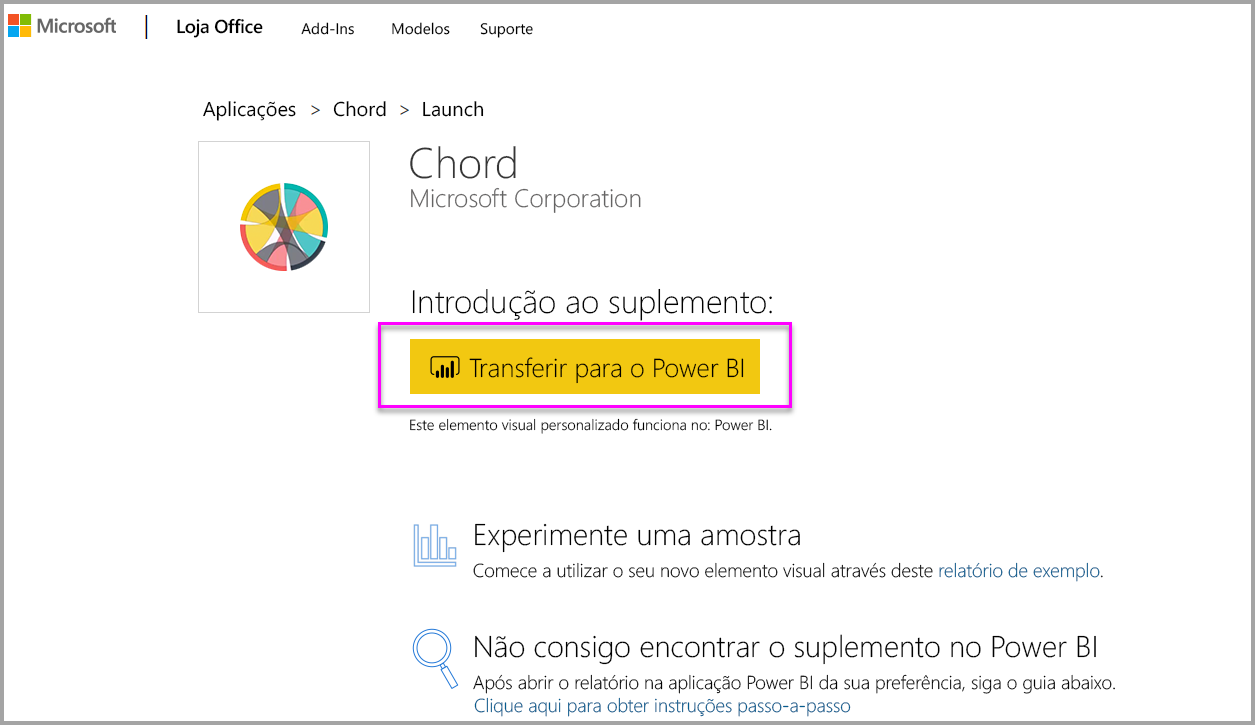 Microsoft | Loja Office Add-Ins Modelos Suporte
Aplicações > Chord > Launch
Chord
Microsoft Corporation
Introdução ao suplemento:
Transferir para o Power BI
Este elemento visual personalizado funciona no: Power BI.
Experimente uma amostra
Comece a utilizar o seu novo elemento visual através deste relatório de exemplo.
Não consigo encontrar o suplemento no Power BI
Após abrir o relatório na aplicação Power BI da sua preferência, siga o guia abaixo.
Clique aqui para obter instruções passo-a-passo